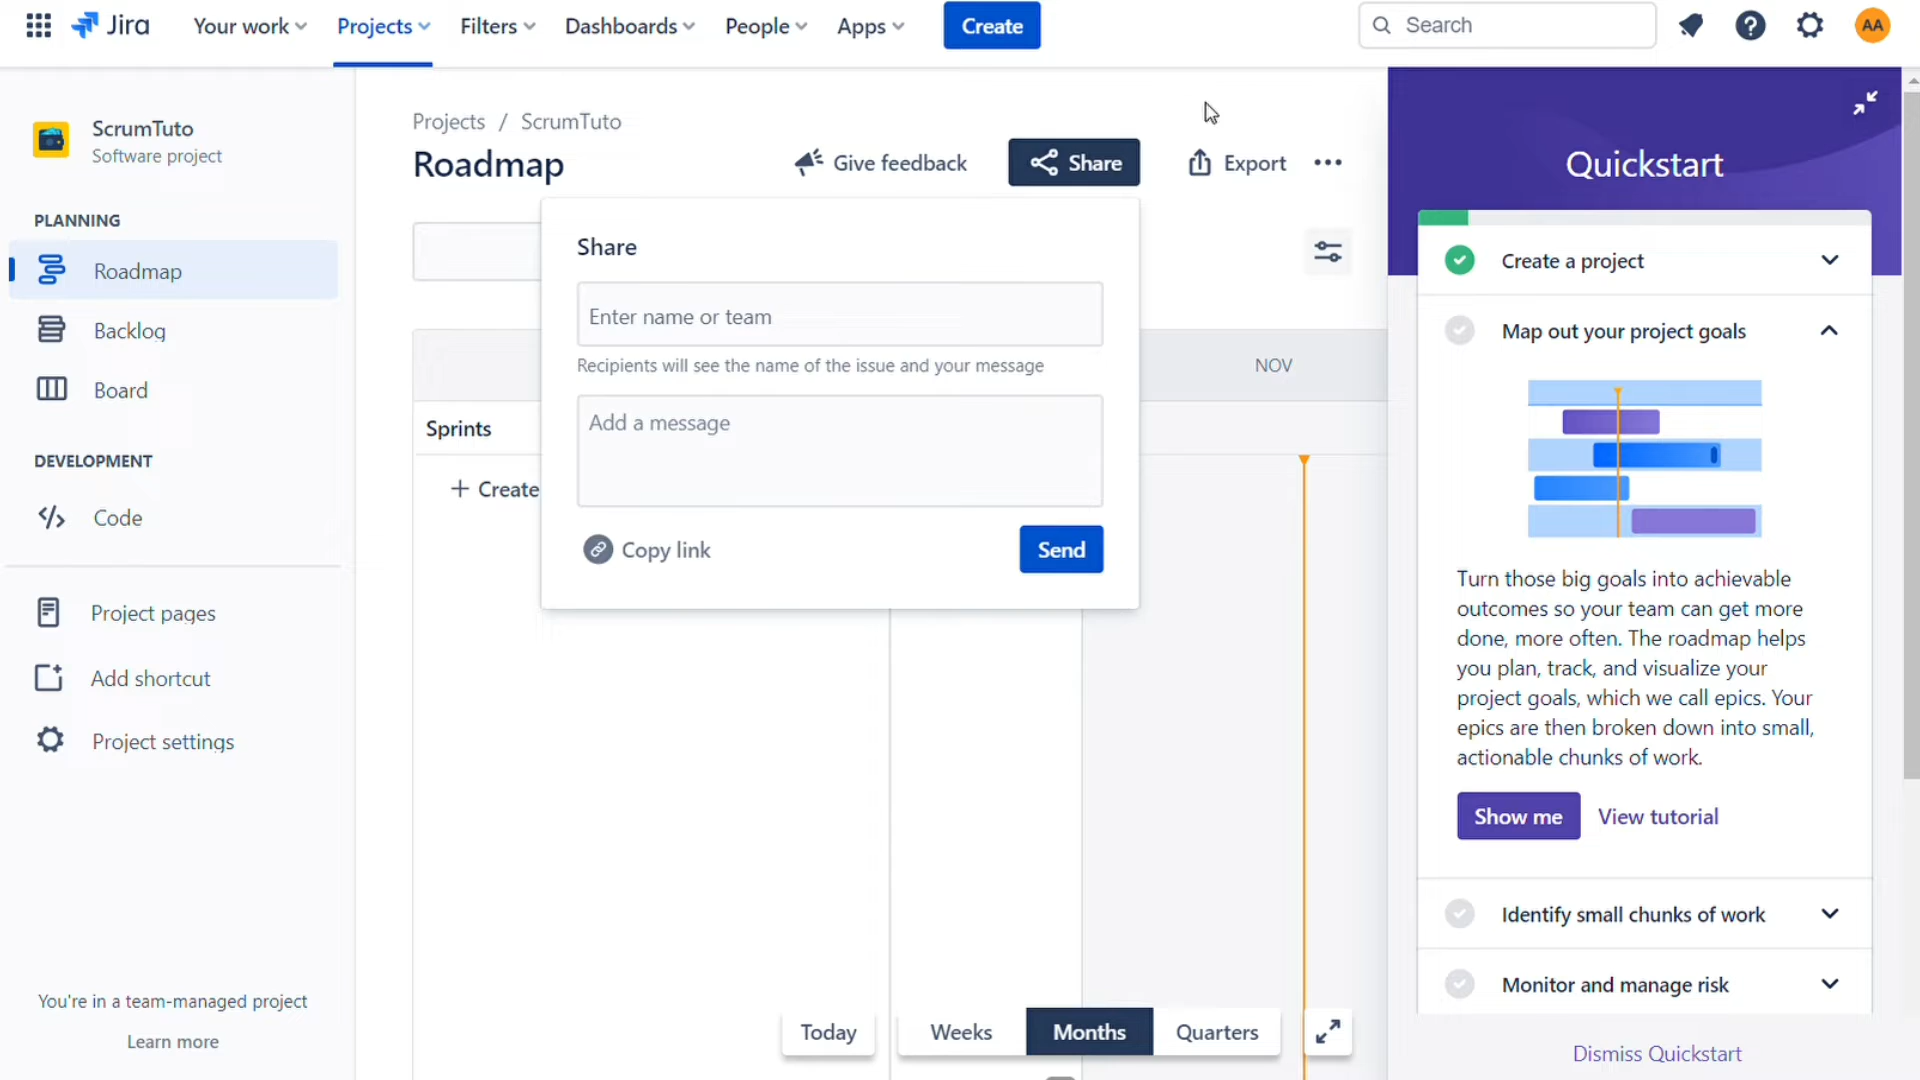 Jira
Your work
Projects
Filters
Dashboards
People
Apps
Create
Search
AA
ScrumTuto
Software project
PLANNING
Roadmap
Backlog
Board
DEVELOPMENT
Code
Project pages
Add shortcut
Project settings
You're in a team-managed project
Learn more
Projects / ScrumTuto
Roadmap
Give feedback
Share
Export
Share
Enter name or team
Recipients will see the name of the issue and your message
Add a message
Copy link
Send
NOV
Sprints
+ Create
Today
Weeks
Months
Quarters
Quickstart
Create a project
Map out your project goals
Turn those big goals into achievable
outcomes so your team can get more
done, more often. The roadmap helps
you plan, track, and visualize your
project goals, which we call epics. Your
epics are then broken down into small,
actionable chunks of work.
Show me
View tutorial
Identify small chunks of work
Monitor and manage risk
Dismiss Quickstart